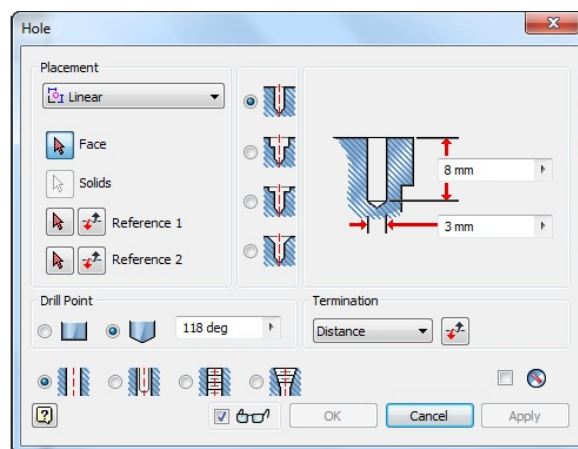 Hole
Placement
Linear
Face
Solids
Reference 1
Reference 2
8 mm
3 mm
Drill Point
118 deg
Termination
Distance
OK
Cancel
Apply